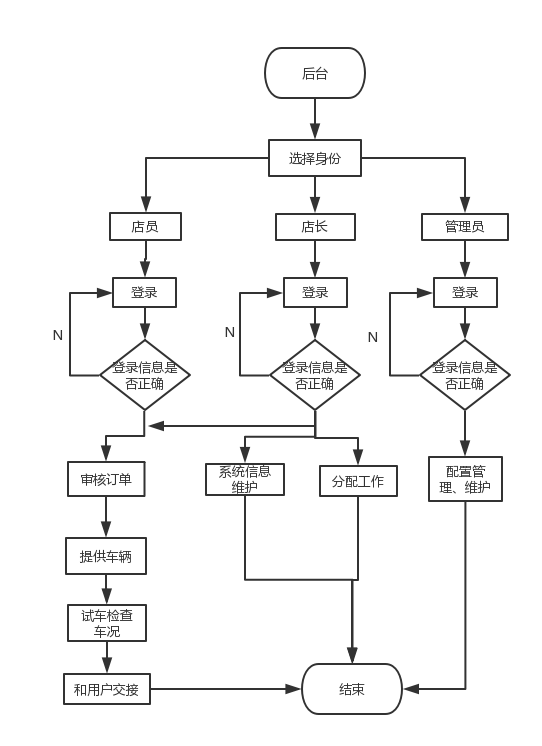 后台
选择身份
店员
店长
管理员
登录
登录
登录
N
N
N
登录信息是
否正确
登录信息是
否正确
登录信息是
否正确
审核订单
系统信息
维护
分配工作
配置管
理、维护
提供车辆
试车检查
车况
和用户交接
结束